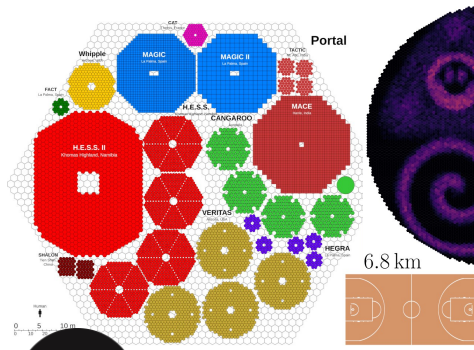 CAT
Portal
Whipple
MAGIC
La Palma, Spain
MAGIC II
La Palma, Spain
TACTIC
FACT
La Palma, Spain
H.E.S.S.
CANGAROO
MACE
Hanle, India
H.E.S.S. II
Khomas Highland, Namibia
VERITAS
HEGRA
La Palma, Spain
SHALON
6.8 km
Human
0 5 10 m